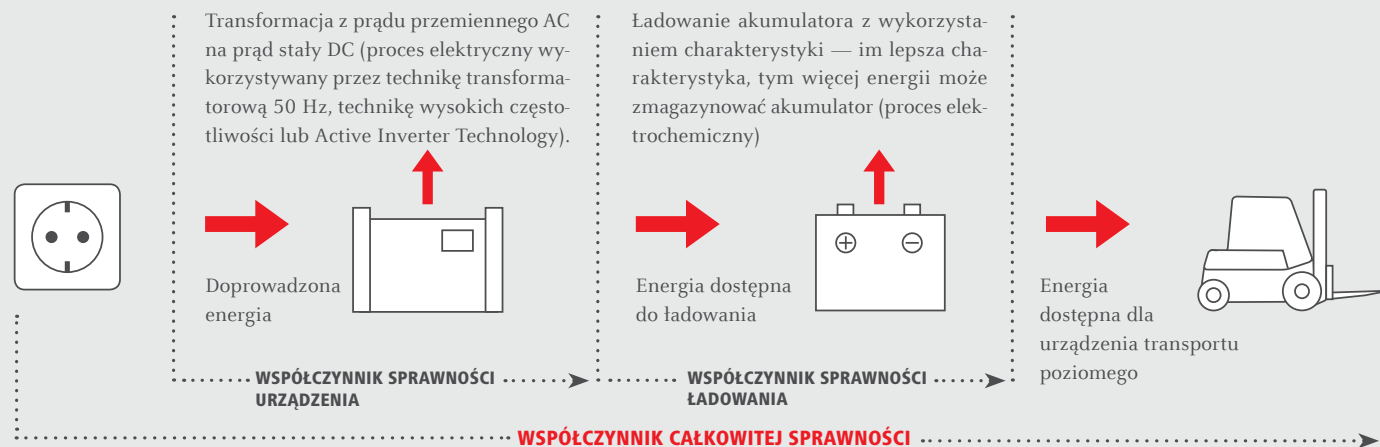 Transformacja z prądu przemiennego AC
na prąd stały DC (proces elektryczny wy-
korzystywany przez technikę transforma-
torową 50 Hz, technikę wysokich często-
tliwości lub Active Inverter Technology).
Ładowanie akumulatora z wykorzysta-
niem charakterystyki — im lepsza cha-
rakterystyka, tym więcej energii może
zmagazynować akumulator (proces elek-
trochemiczny)
Doprowadzona
energia
Energia dostępna
do ładowania
Energia
dostępna dla
urządzenia transportu
poziomego
WSPÓŁCZYNNIK SPRAWNOŚCI
URZĄDZENIA
WSPÓŁCZYNNIK SPRAWNOŚCI
ŁADOWANIA
WSPÓŁCZYNNIK CAŁKOWITEJ SPRAWNOŚCI